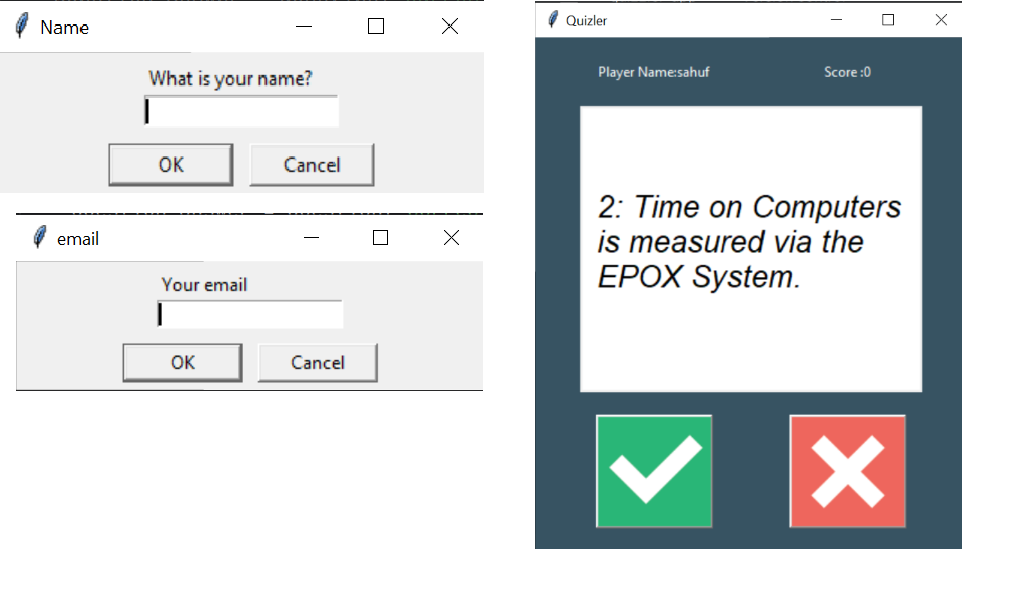 Name
What is your name?
OK Cancel
email
Your email
OK Cancel
Quizler
Player Name:sahuf Score :0
2: Time on Computers
is measured via the
EPOX System.